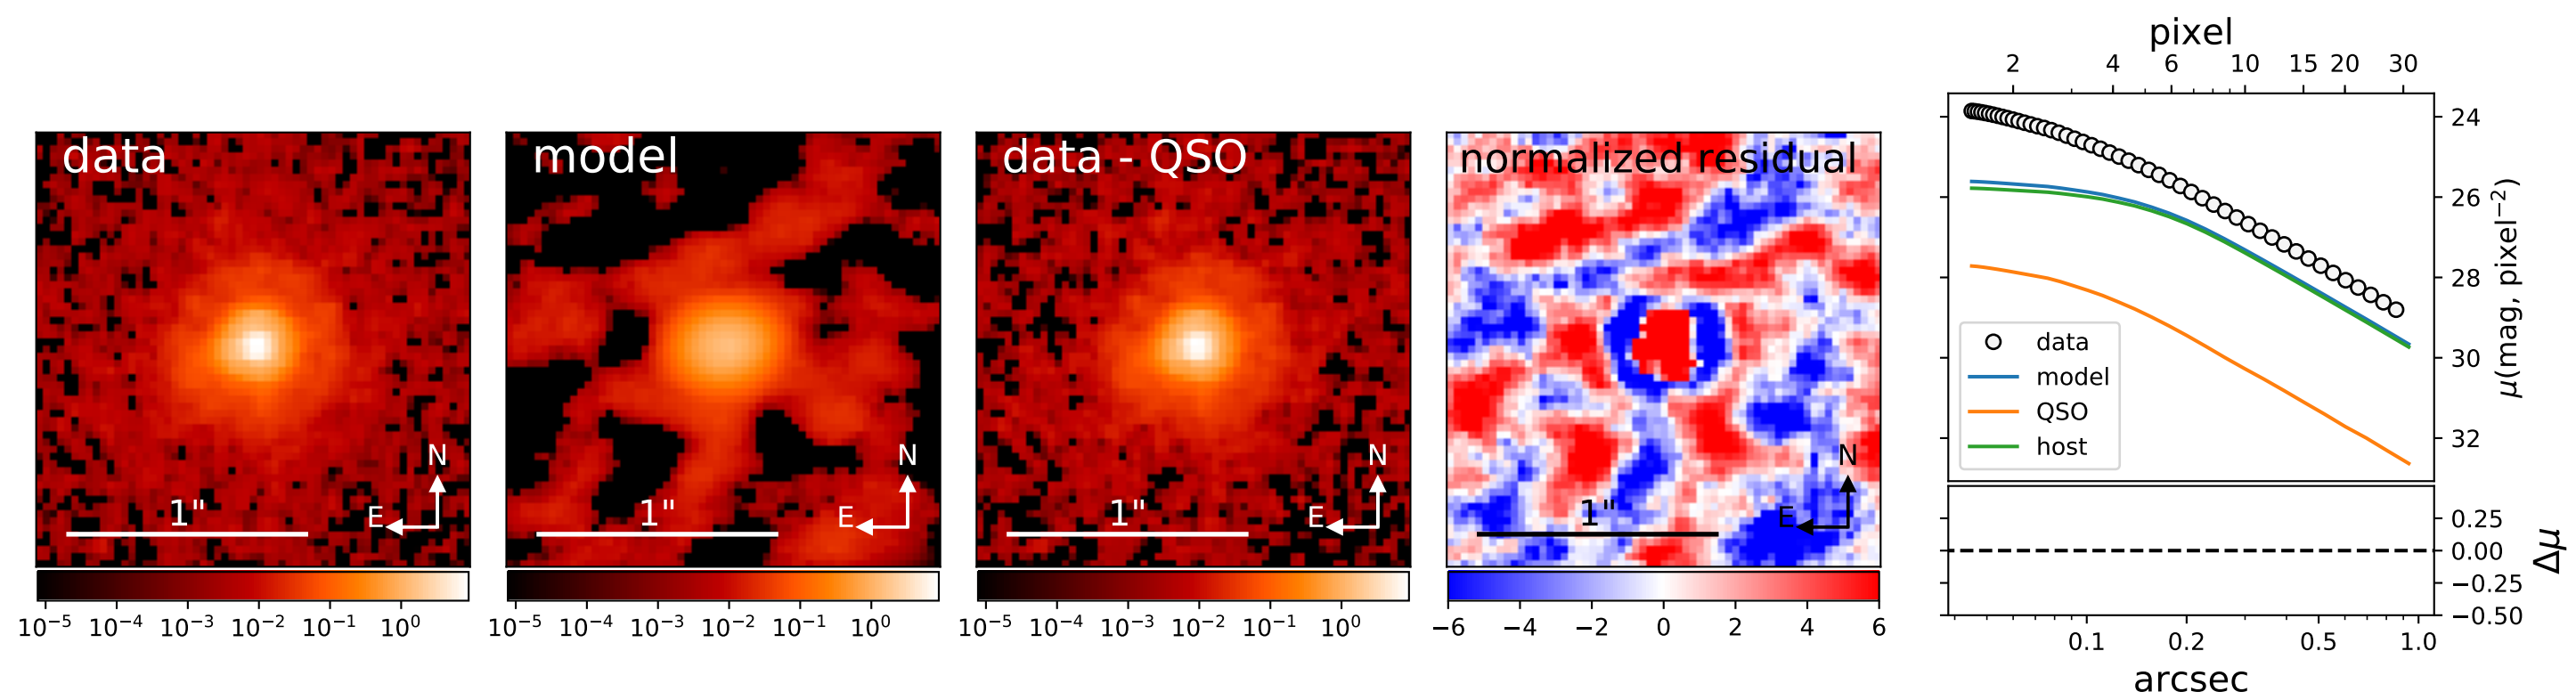 data
N
E
1"
10⁻⁵ 10⁻⁴ 10⁻³ 10⁻² 10⁻¹ 10⁰
model
N
E
1"
10⁻⁵ 10⁻⁴ 10⁻³ 10⁻² 10⁻¹ 10⁰
data - QSO
N
E
1"
10⁻⁵ 10⁻⁴ 10⁻³ 10⁻² 10⁻¹ 10⁰
normalized residual
N
E
1"
−6 −4 −2 0 2 4 6
pixel
2 4 6 10 15 20 30
24
26
28
30
32
μ(mag, pixel⁻²)
data
model
QSO
host
0.25
0.00
−0.25
−0.50
Δμ
0.1 0.2 0.5 1.0
arcsec